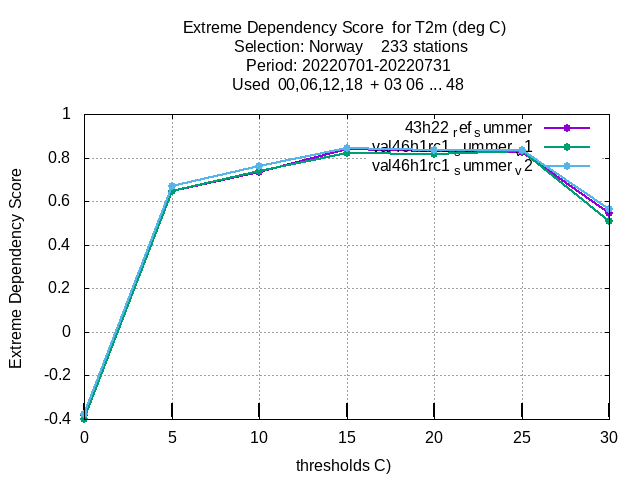 Extreme Dependency Score  for T2m (deg C)
Selection: Norway    233 stations
Period: 20220701-20220731
Used  00,06,12,18  + 03 06 ... 48
1
0.8
0.6
0.4
0.2
0
-0.2
-0.4
Extreme Dependency Score
43h22 ref summer
val46h1rc1 summer 1
val46h1rc1 summer v2
0 5 10 15 20 25 30
thresholds C)